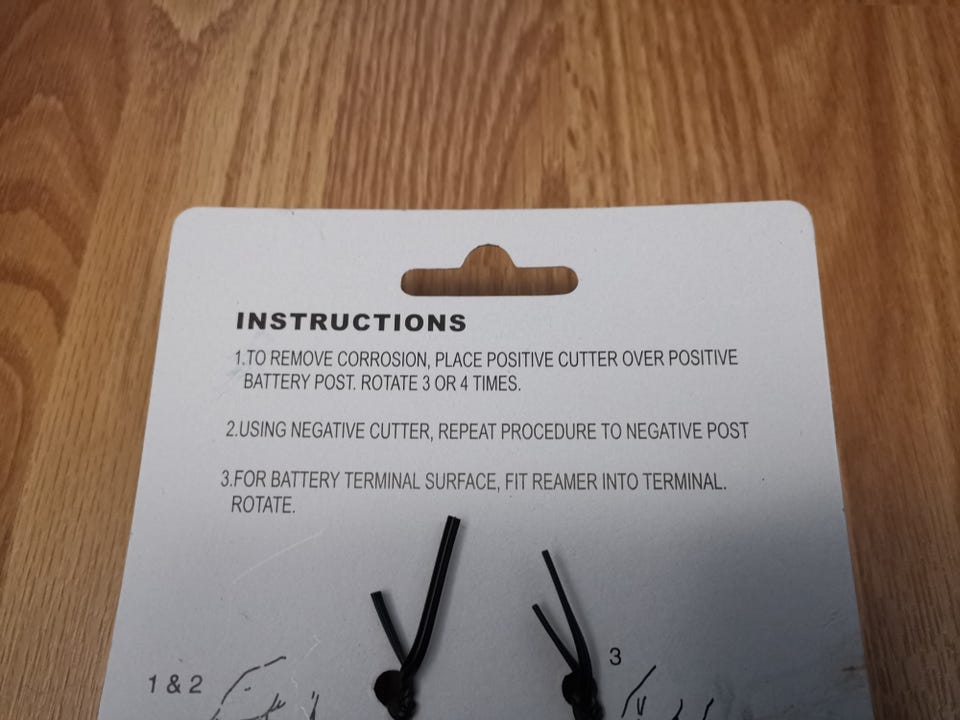 INSTRUCTIONS
1.TO REMOVE CORROSION, PLACE POSITIVE CUTTER OVER POSITIVE
BATTERY POST. ROTATE 3 OR 4 TIMES.
2.USING NEGATIVE CUTTER, REPEAT PROCEDURE TO NEGATIVE POST
3.FOR BATTERY TERMINAL SURFACE, FIT REAMER INTO TERMINAL.
ROTATE.
1 & 2
3